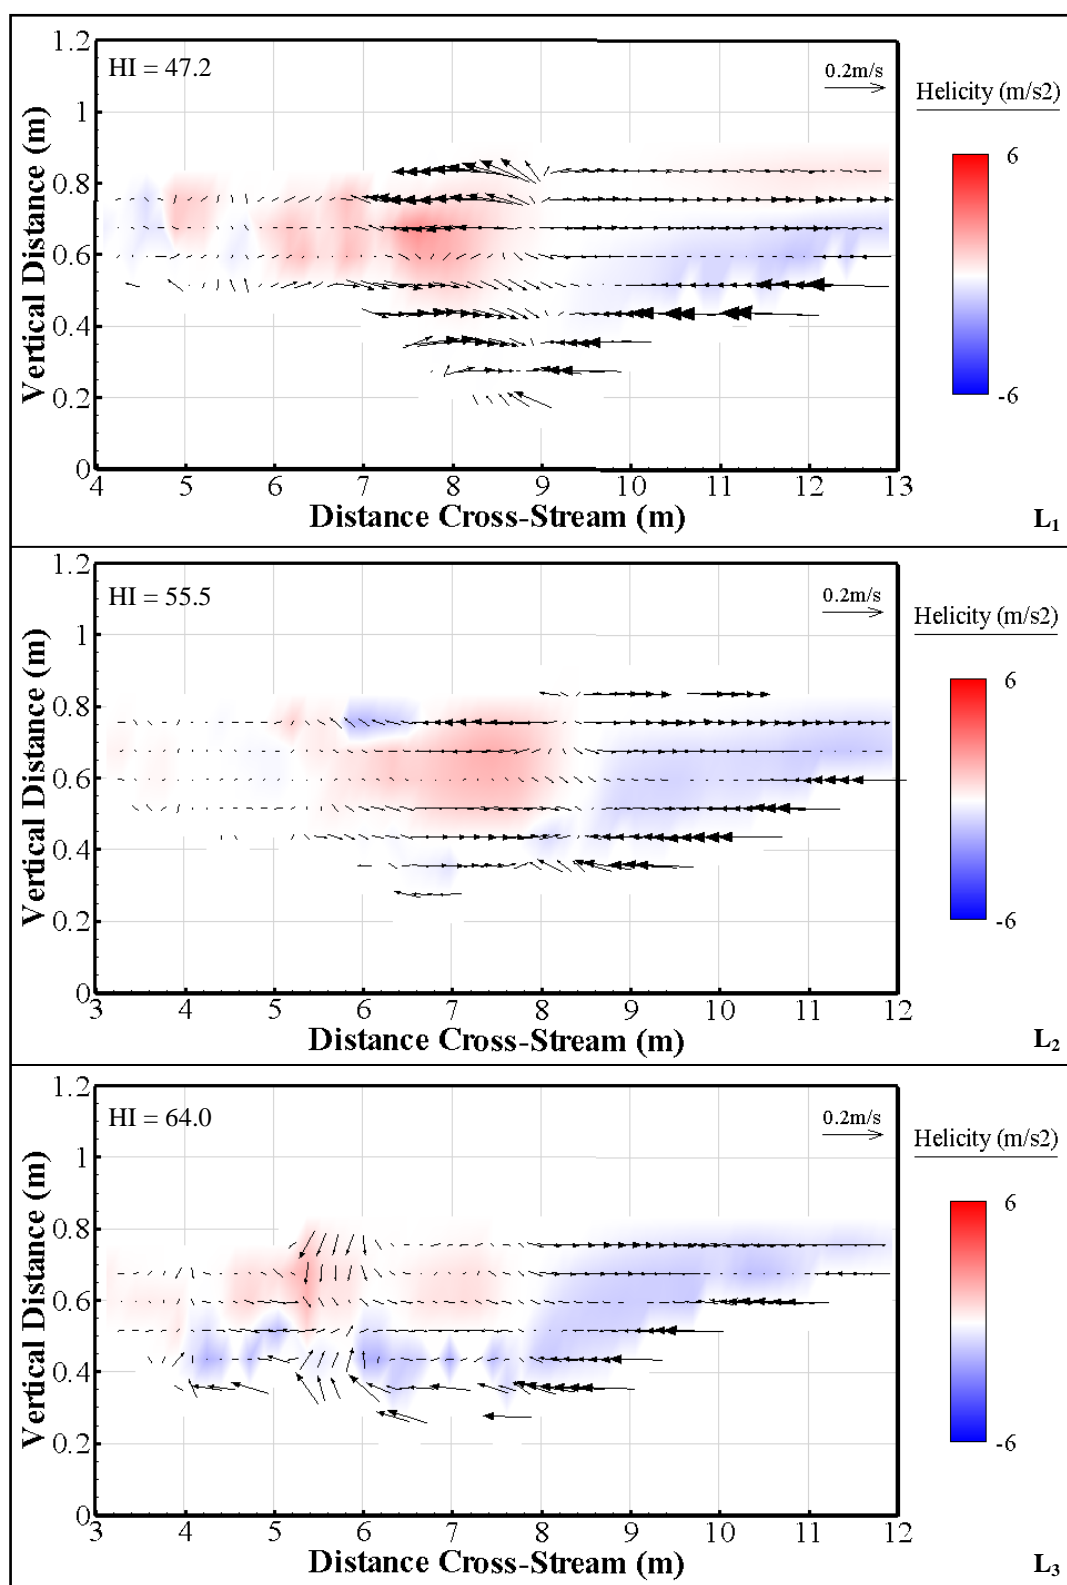 HI = 47.2
0.2m/s
Helicity (m/s2)
6
-6
Vertical Distance (m)
1.2
1
0.8
0.6
0.4
0.2
0
4 5 6 7 8 9 10 11 12 13
Distance Cross-Stream (m)
L1
HI = 55.5
0.2m/s
Helicity (m/s2)
6
-6
Vertical Distance (m)
1.2
1
0.8
0.6
0.4
0.2
0
3 4 5 6 7 8 9 10 11 12
Distance Cross-Stream (m)
L2
HI = 64.0
0.2m/s
Helicity (m/s2)
6
-6
Vertical Distance (m)
1.2
1
0.8
0.6
0.4
0.2
0
3 4 5 6 7 8 9 10 11 12
Distance Cross-Stream (m)
L3